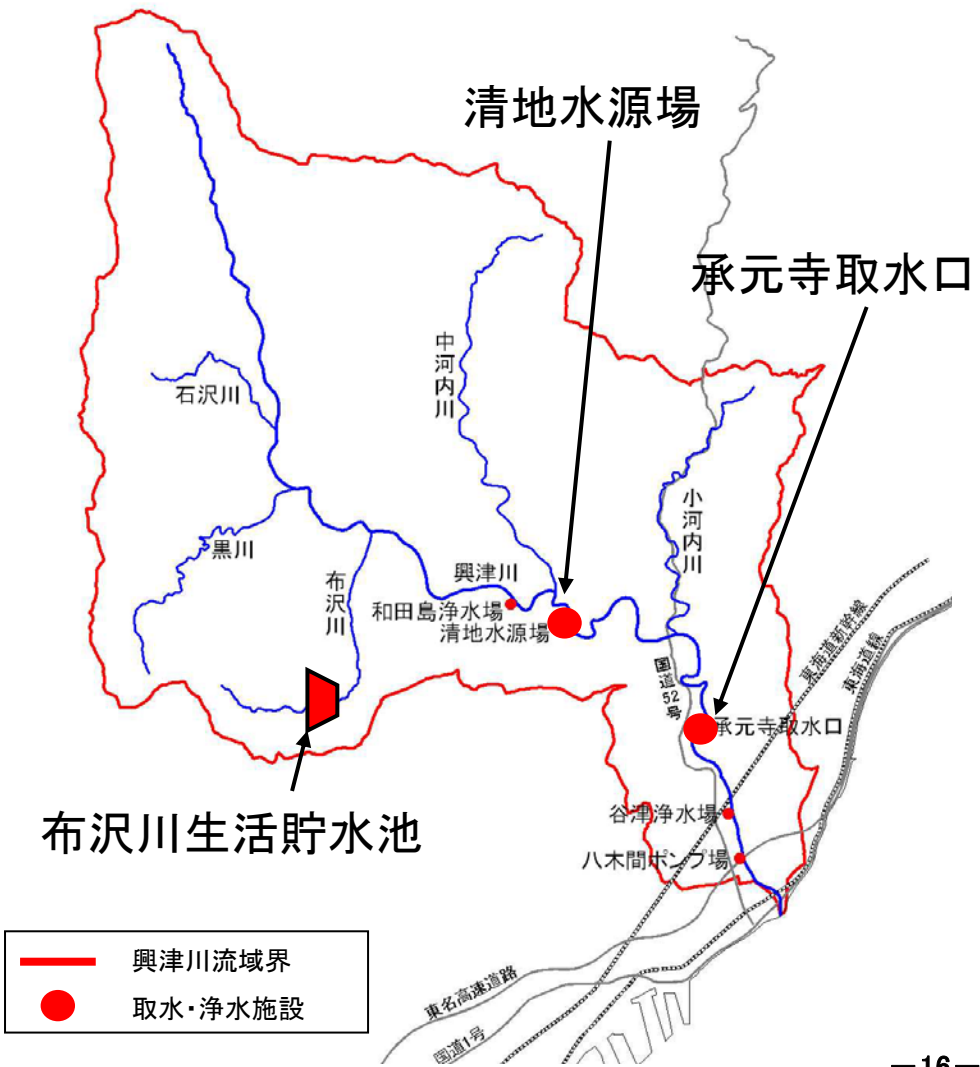 清地水源場
承元寺取水口
中河内川
石沢川
小河内川
黒川
布沢川
興津川
和田島浄水場
清地水源場
東海道新幹線
東海道線
国道52号
承元寺取水口
谷津浄水場
布沢川生活貯水池
八木間ポンプ場
興津川流域界
取水・浄水施設
東名高速道路
国道1号
－16－